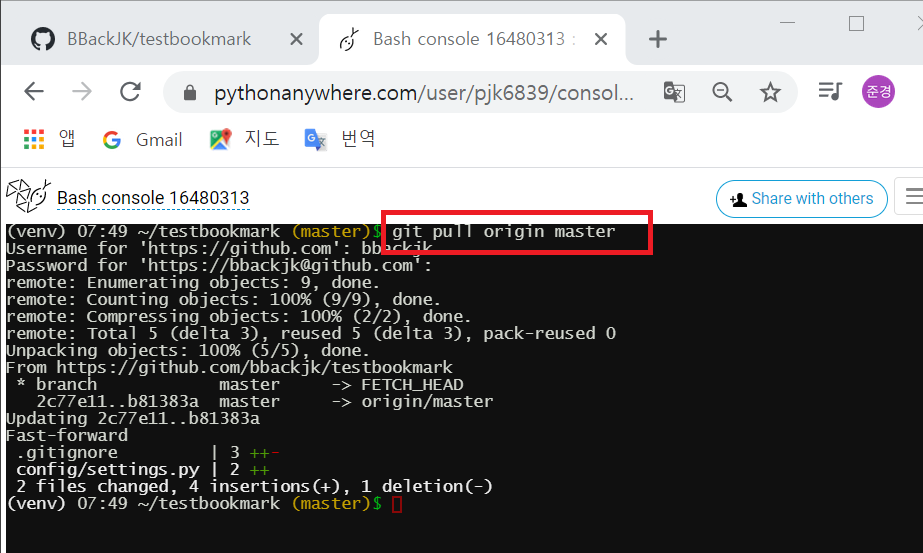 BBackJK/testbookmark
Bash console 16480313 :
pythonanywhere.com/user/pjk6839/consol...
준경
앱
Gmail
지도
번역
Bash console 16480313
Share with others
(venv) 07:49 ~/testbookmark (master)$ git pull origin master
Username for 'https://github.com': bbackjk
Password for 'https://bbackjk@github.com':
remote: Enumerating objects: 9, done.
remote: Counting objects: 100% (9/9), done.
remote: Compressing objects: 100% (2/2), done.
remote: Total 5 (delta 3), reused 5 (delta 3), pack-reused 0
Unpacking objects: 100% (5/5), done.
From https://github.com/bbackjk/testbookmark
 * branch            master     -> FETCH_HEAD
   2c77e11..b81383a  master     -> origin/master
Updating 2c77e11..b81383a
Fast-forward
 .gitignore         | 3 ++-
 config/settings.py | 2 ++
 2 files changed, 4 insertions(+), 1 deletion(-)
(venv) 07:49 ~/testbookmark (master)$